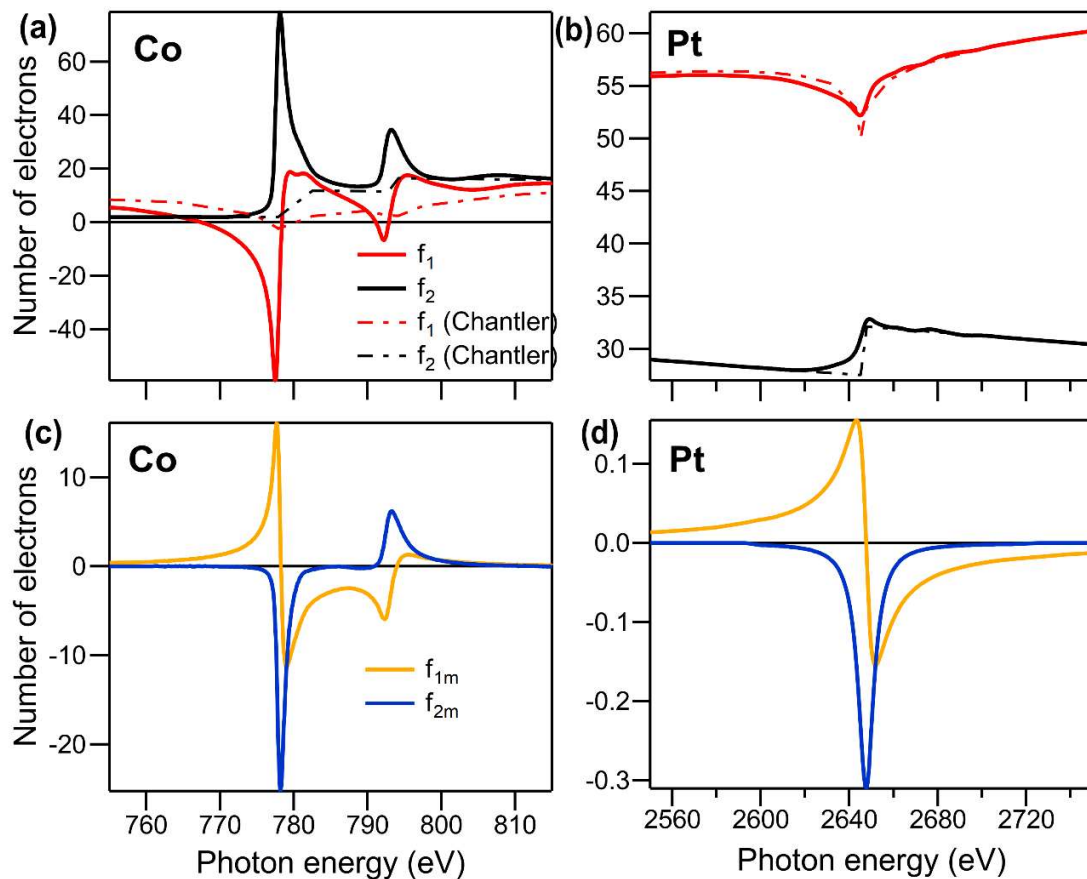 (a)
Co
60
40
20
0
-20
-40
Number of electrons
f1
f2
f1 (Chantler)
f2 (Chantler)
(b)
Pt
60
55
50
45
40
35
30
(c)
Co
10
0
-10
-20
Number of electrons
f1m
f2m
760 770 780 790 800 810
Photon energy (eV)
(d)
Pt
0.1
0.0
-0.1
-0.2
-0.3
2560 2600 2640 2680 2720
Photon energy (eV)